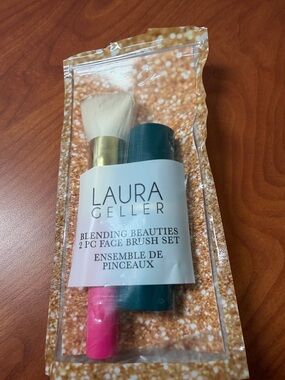 LAURA
GELLER
BLENDING BEAUTIES
2 PC FACE BRUSH SET
ENSEMBLE DE
PINCEAUX